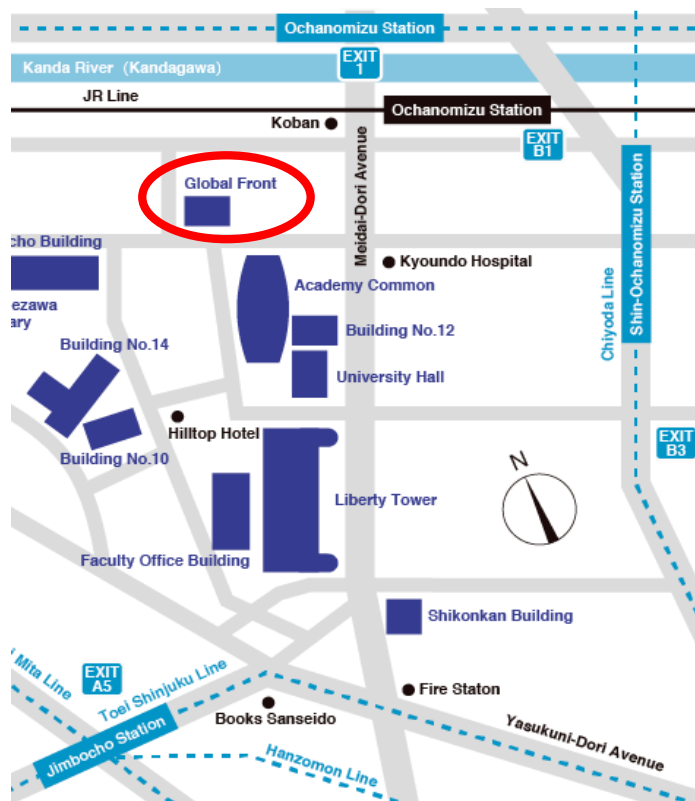 Ochanomizu Station
EXIT
1
Kanda River (Kandagawa)
JR Line
Ochanomizu Station
Koban
EXIT
B1
Global Front
Meidai-Dori Avenue
Shin-Ochanomizu Station
Chiyoda Line
cho Building
Kyoundo Hospital
Academy Common
ezawa
ary
Building No.12
Building No.14
University Hall
Hilltop Hotel
EXIT
B3
Building No.10
N
Liberty Tower
Faculty Office Building
Shikonkan Building
Mita Line
EXIT
A5
Toei Shinjuku Line
Fire Staton
Books Sanseido
Yasukuni-Dori Avenue
Jimbocho Station
Hanzomon Line